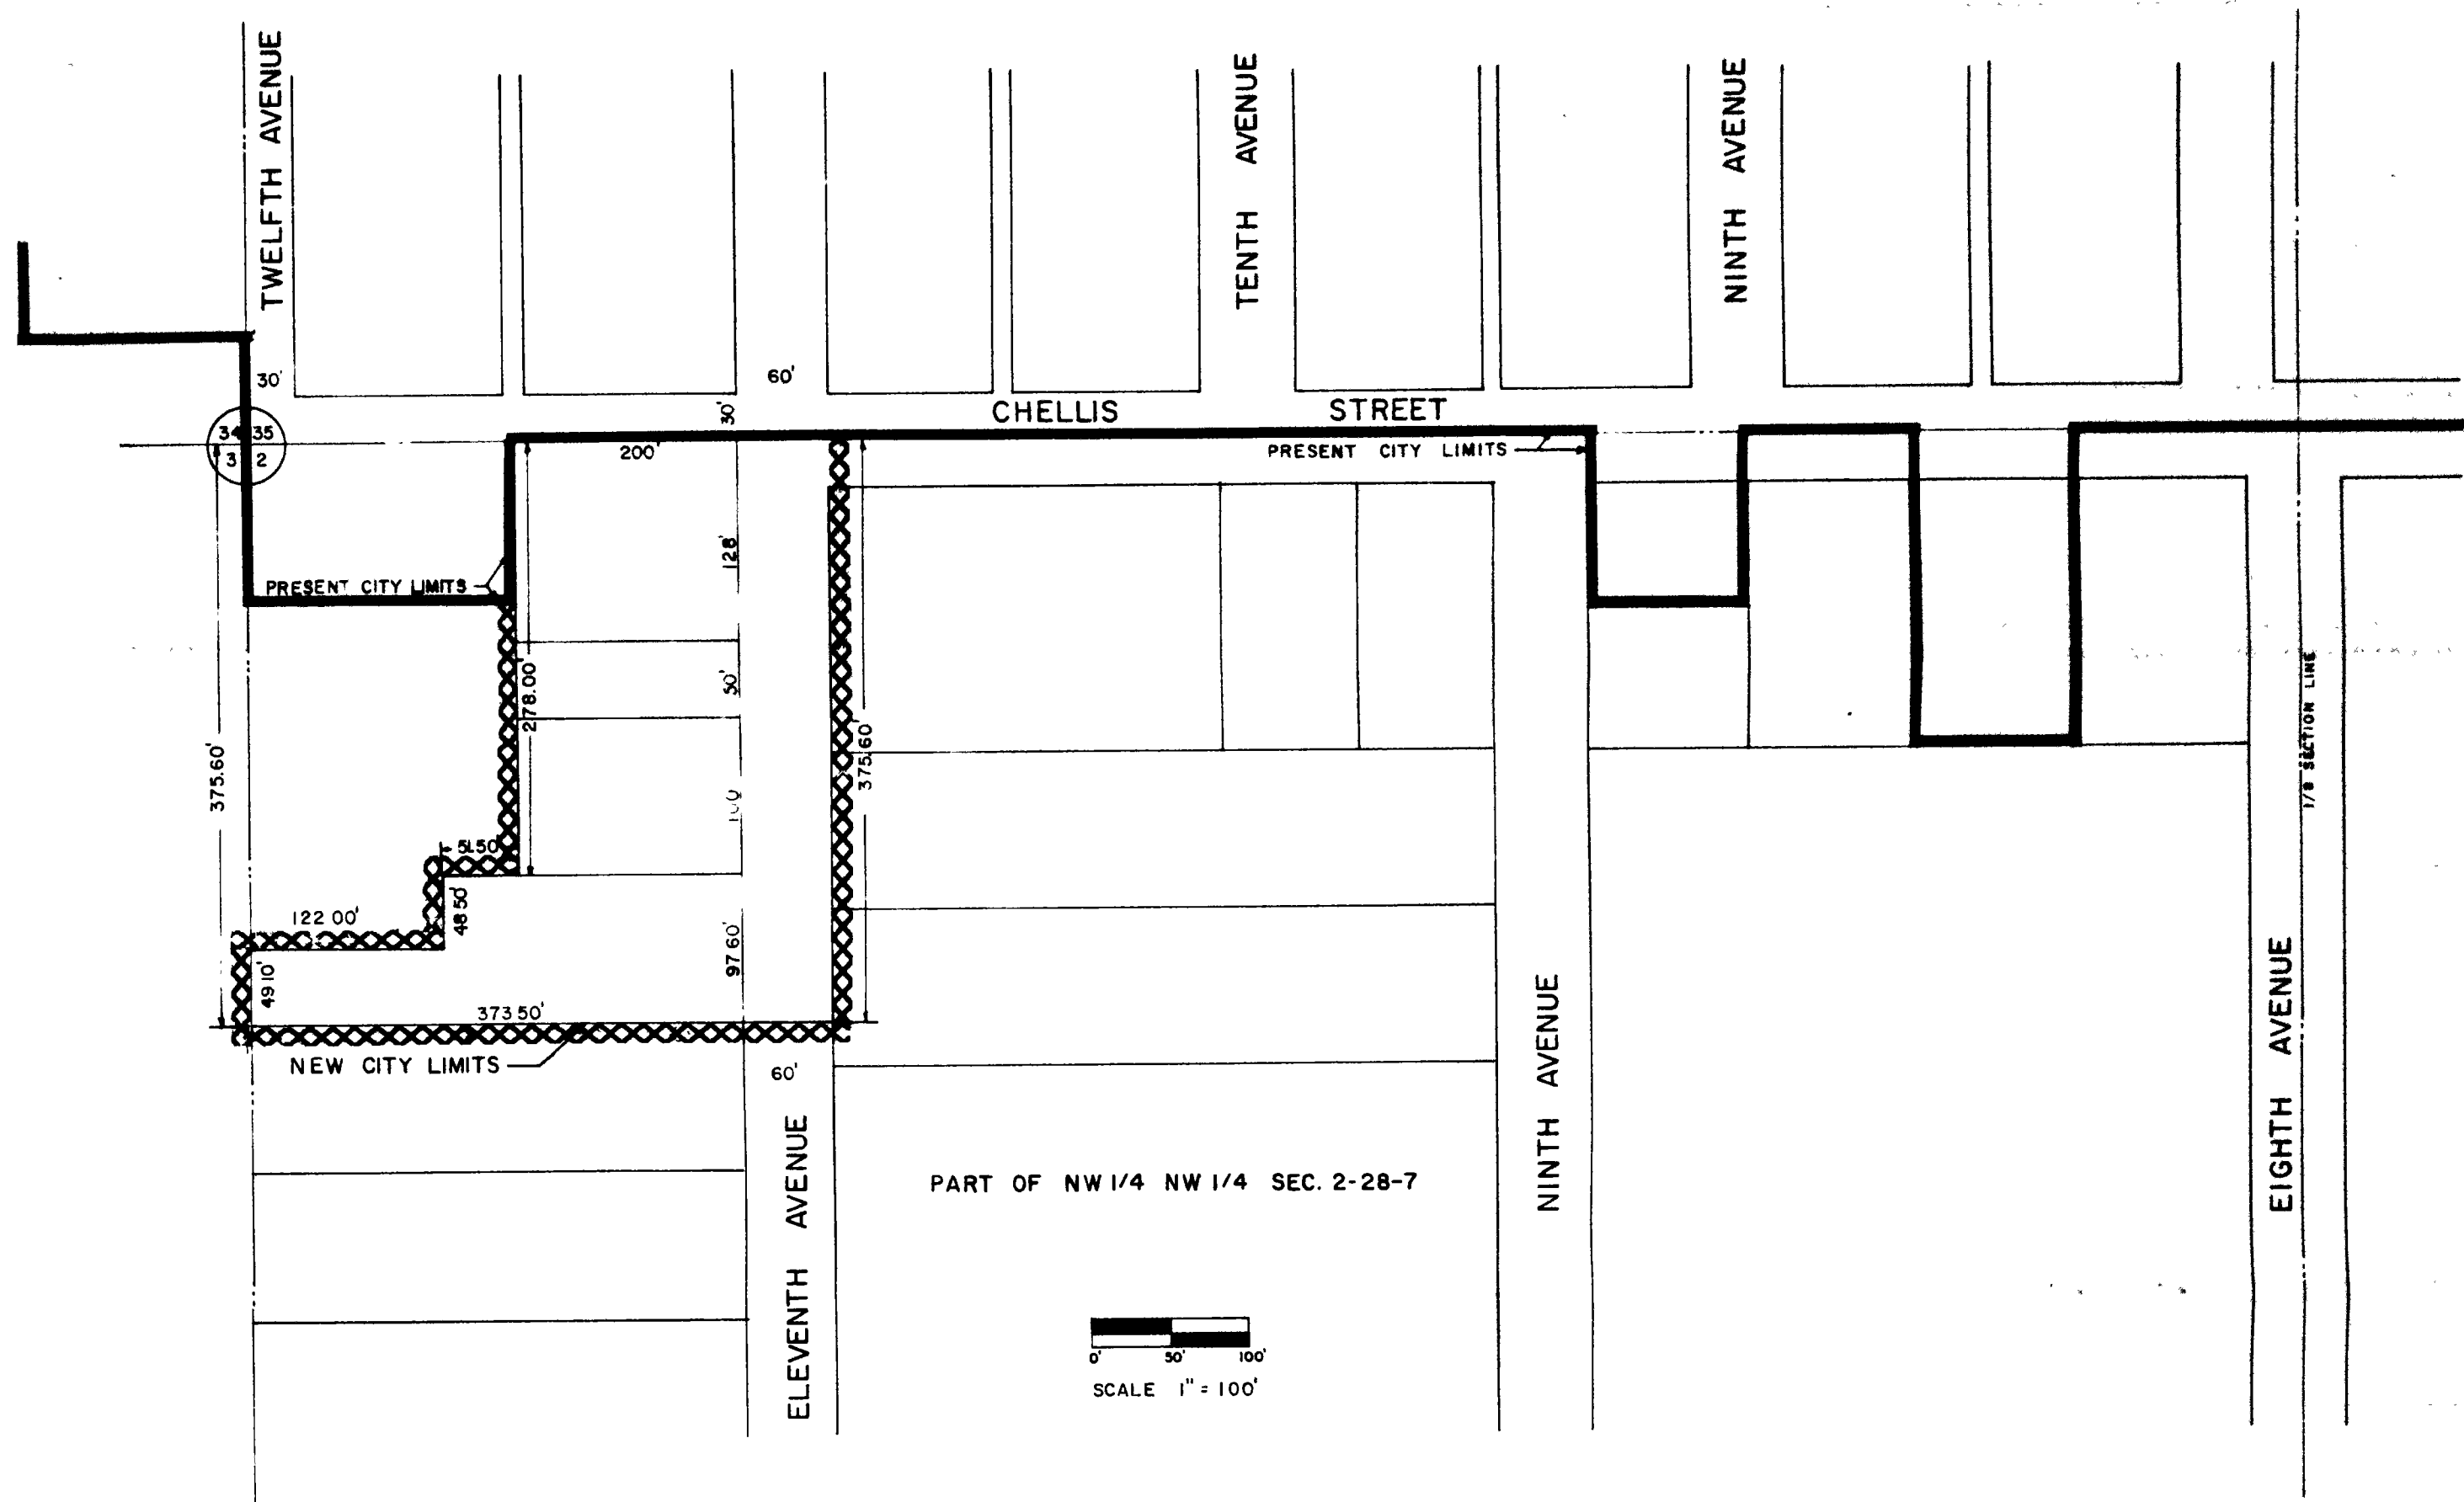 TWELFTH AVENUE
TENTH AVENUE
NINTH AVENUE
30'
60'
30'
CHELLIS STREET
34 35
3 2
200'
PRESENT CITY LIMITS
128'
PRESENT CITY LIMITS
50'
278.00'
375.60'
375.60'
1/8 SECTION LINE
100
51.50'
122.00'
48.50'
97.60'
49.10'
373.50'
NEW CITY LIMITS
60'
ELEVENTH AVENUE
NINTH AVENUE
EIGHTH AVENUE
PART OF NW 1/4 NW 1/4 SEC. 2-28-7
0' 50' 100'
SCALE 1" = 100'